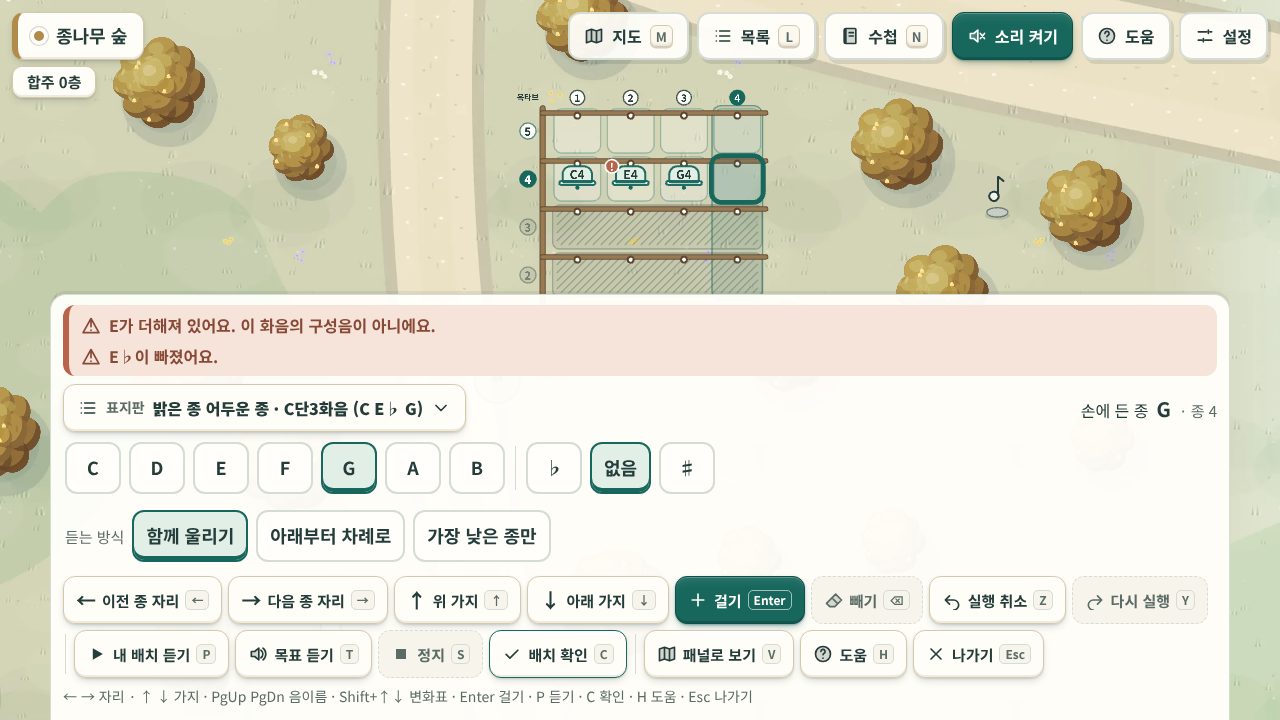 종나무 숲
지도 M
목록 L
수첩 N
소리 켜기
도움
설정
합주 0층
옥타브 1 2 3 4
5
4 C4 ! E4 G4
3
2
E가 더해져 있어요. 이 화음의 구성음이 아니에요.
E♭이 빠졌어요.
표지판 밝은 종 어두운 종 · C단3화음 (C E♭ G)
손에 든 종 G · 종 4
C D E F G A B ♭ 없음 ♯
듣는 방식 함께 울리기 아래부터 차례로 가장 낮은 종만
← 이전 종 자리 ← → 다음 종 자리 → ↑ 위 가지 ↑ ↓ 아래 가지 ↓ + 걸기 Enter 빼기 ⌫ 실행 취소 Z 다시 실행 Y
내 배치 듣기 P 목표 듣기 T 정지 S 배치 확인 C 패널로 보기 V 도움 H 나가기 Esc
← → 자리 · ↑ ↓ 가지 · PgUp PgDn 음이름 · Shift+↑↓ 변화표 · Enter 걸기 · P 듣기 · C 확인 · H 도움 · Esc 나가기